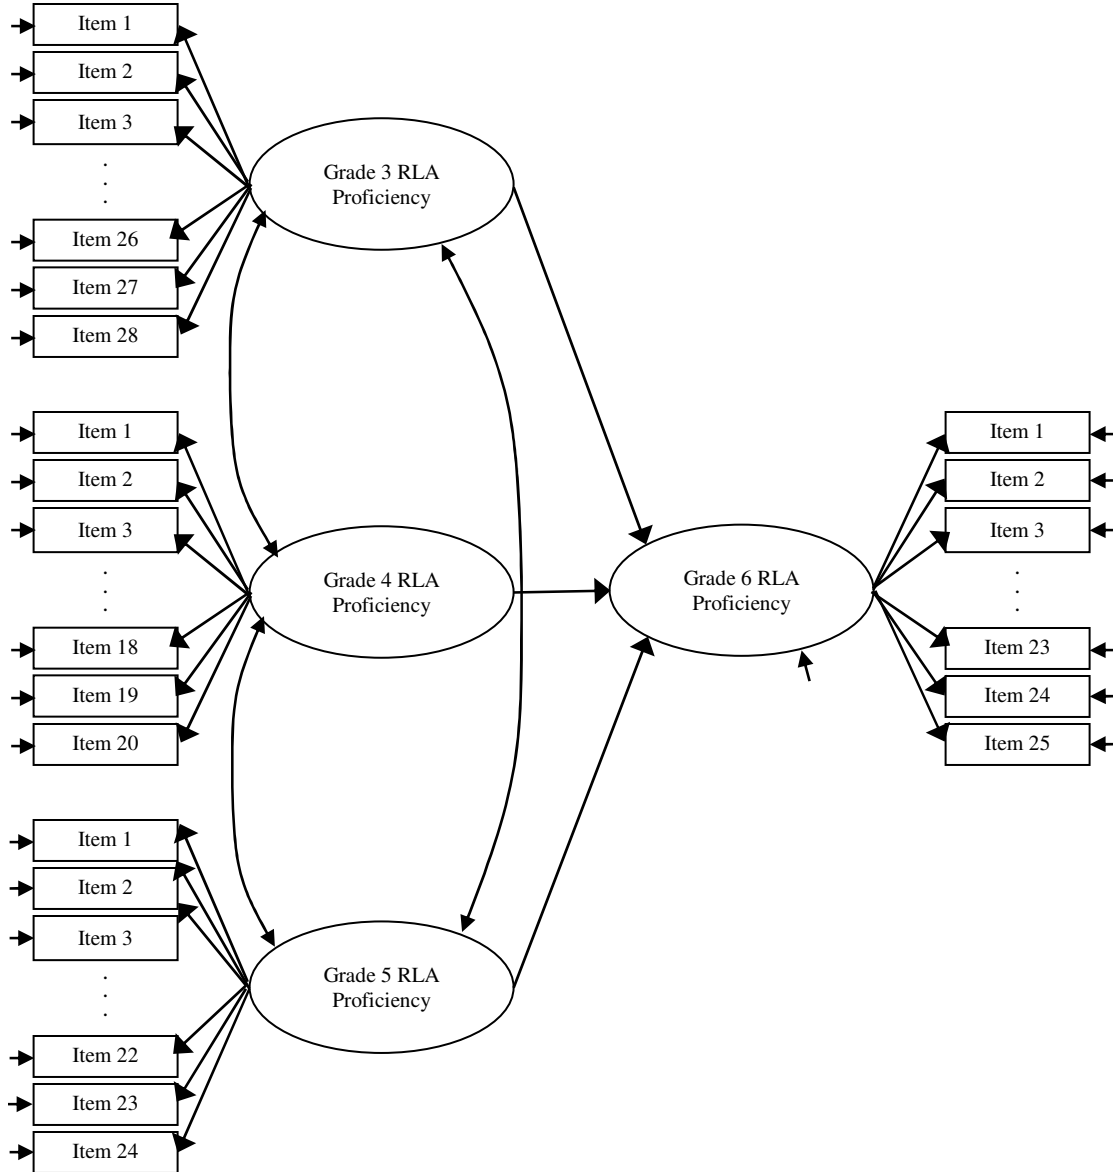 Item 1
Item 2
Item 3
.
.
.
Item 26
Item 27
Item 28
Grade 3 RLA
Proficiency
Item 1
Item 2
Item 3
.
.
.
Item 18
Item 19
Item 20
Grade 4 RLA
Proficiency
Item 1
Item 2
Item 3
.
.
.
Item 22
Item 23
Item 24
Grade 5 RLA
Proficiency
Grade 6 RLA
Proficiency
Item 1
Item 2
Item 3
.
.
.
Item 23
Item 24
Item 25